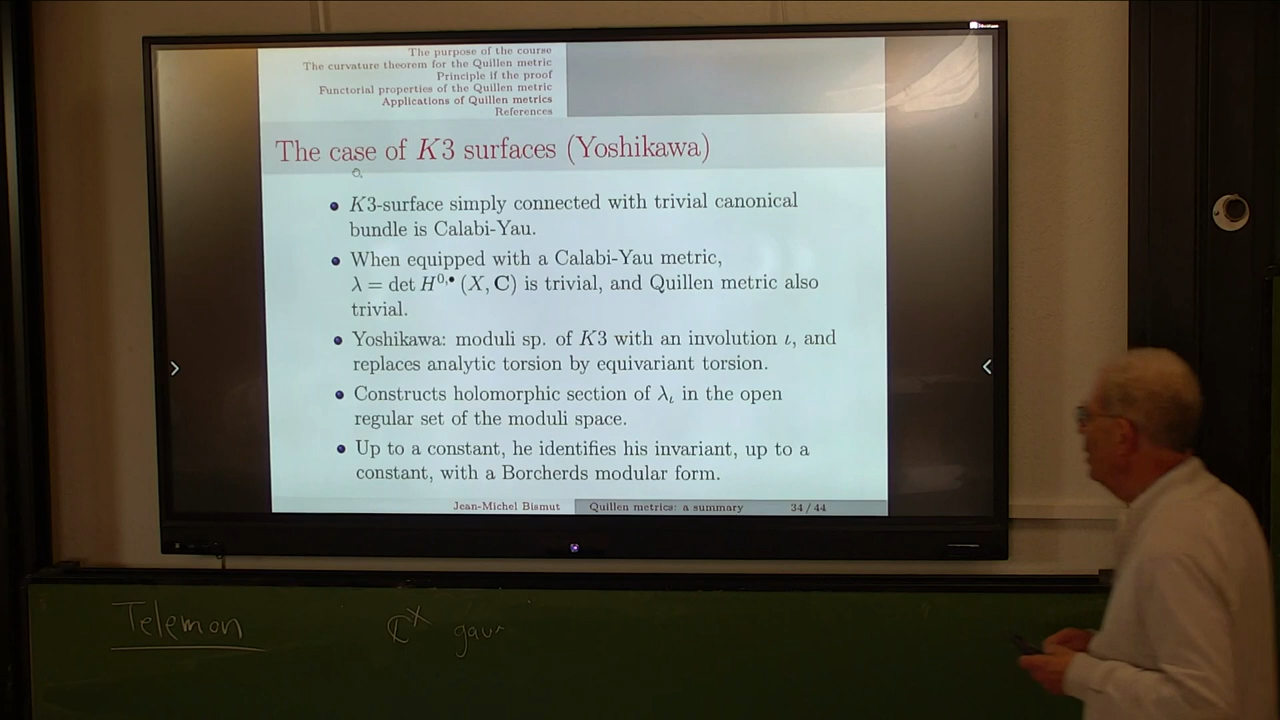 The purpose of the course
The curvature theorem for the Quillen metric
Principle if the proof
Functorial properties of the Quillen metric
Applications of Quillen metrics
References
The case of K3 surfaces (Yoshikawa)
K3-surface simply connected with trivial canonical
bundle is Calabi-Yau.
When equipped with a Calabi-Yau metric,
λ = det H⁰,• (X, C) is trivial, and Quillen metric also
trivial.
Yoshikawa: moduli sp. of K3 with an involution ι, and
replaces analytic torsion by equivariant torsion.
Constructs holomorphic section of λ_ι in the open
regular set of the moduli space.
Up to a constant, he identifies his invariant, up to a
constant, with a Borcherds modular form.
Jean-Michel Bismut Quillen metrics: a summary 34 / 44
Telemon ℂ^X